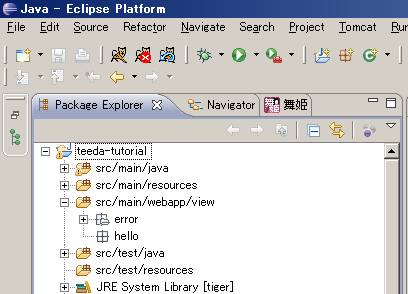 Java - Eclipse Platform
File Edit Source Refactor Navigate Search Project Tomcat Run
Package Explorer Navigator 舞姫
teeda-tutorial
src/main/java
src/main/resources
src/main/webapp/view
error
hello
src/test/java
src/test/resources
JRE System Library [tiger]